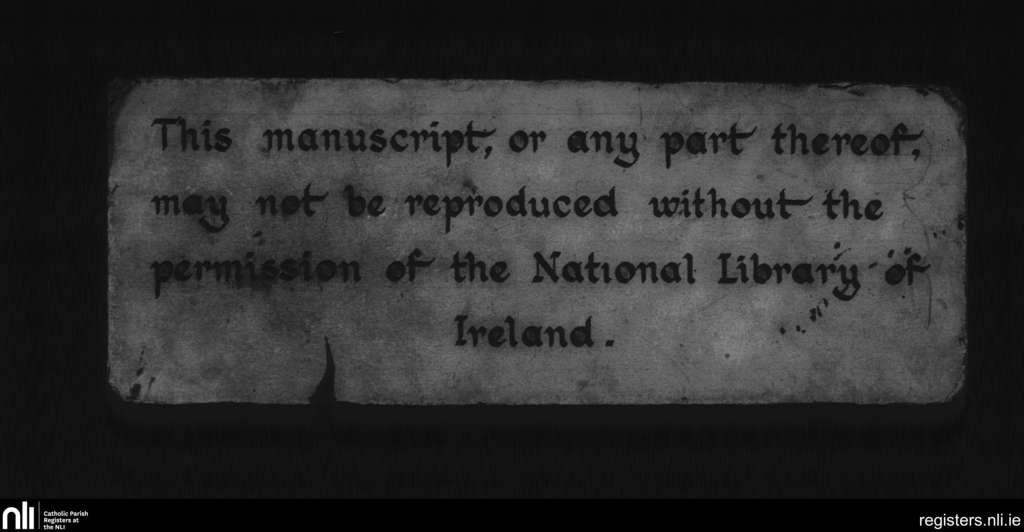 This manuscript, or any part thereof,
may not be reproduced without the
permission of the National Library of
Ireland.
nli
Catholic Parish
Registers at
the NLI
registers.nli.ie